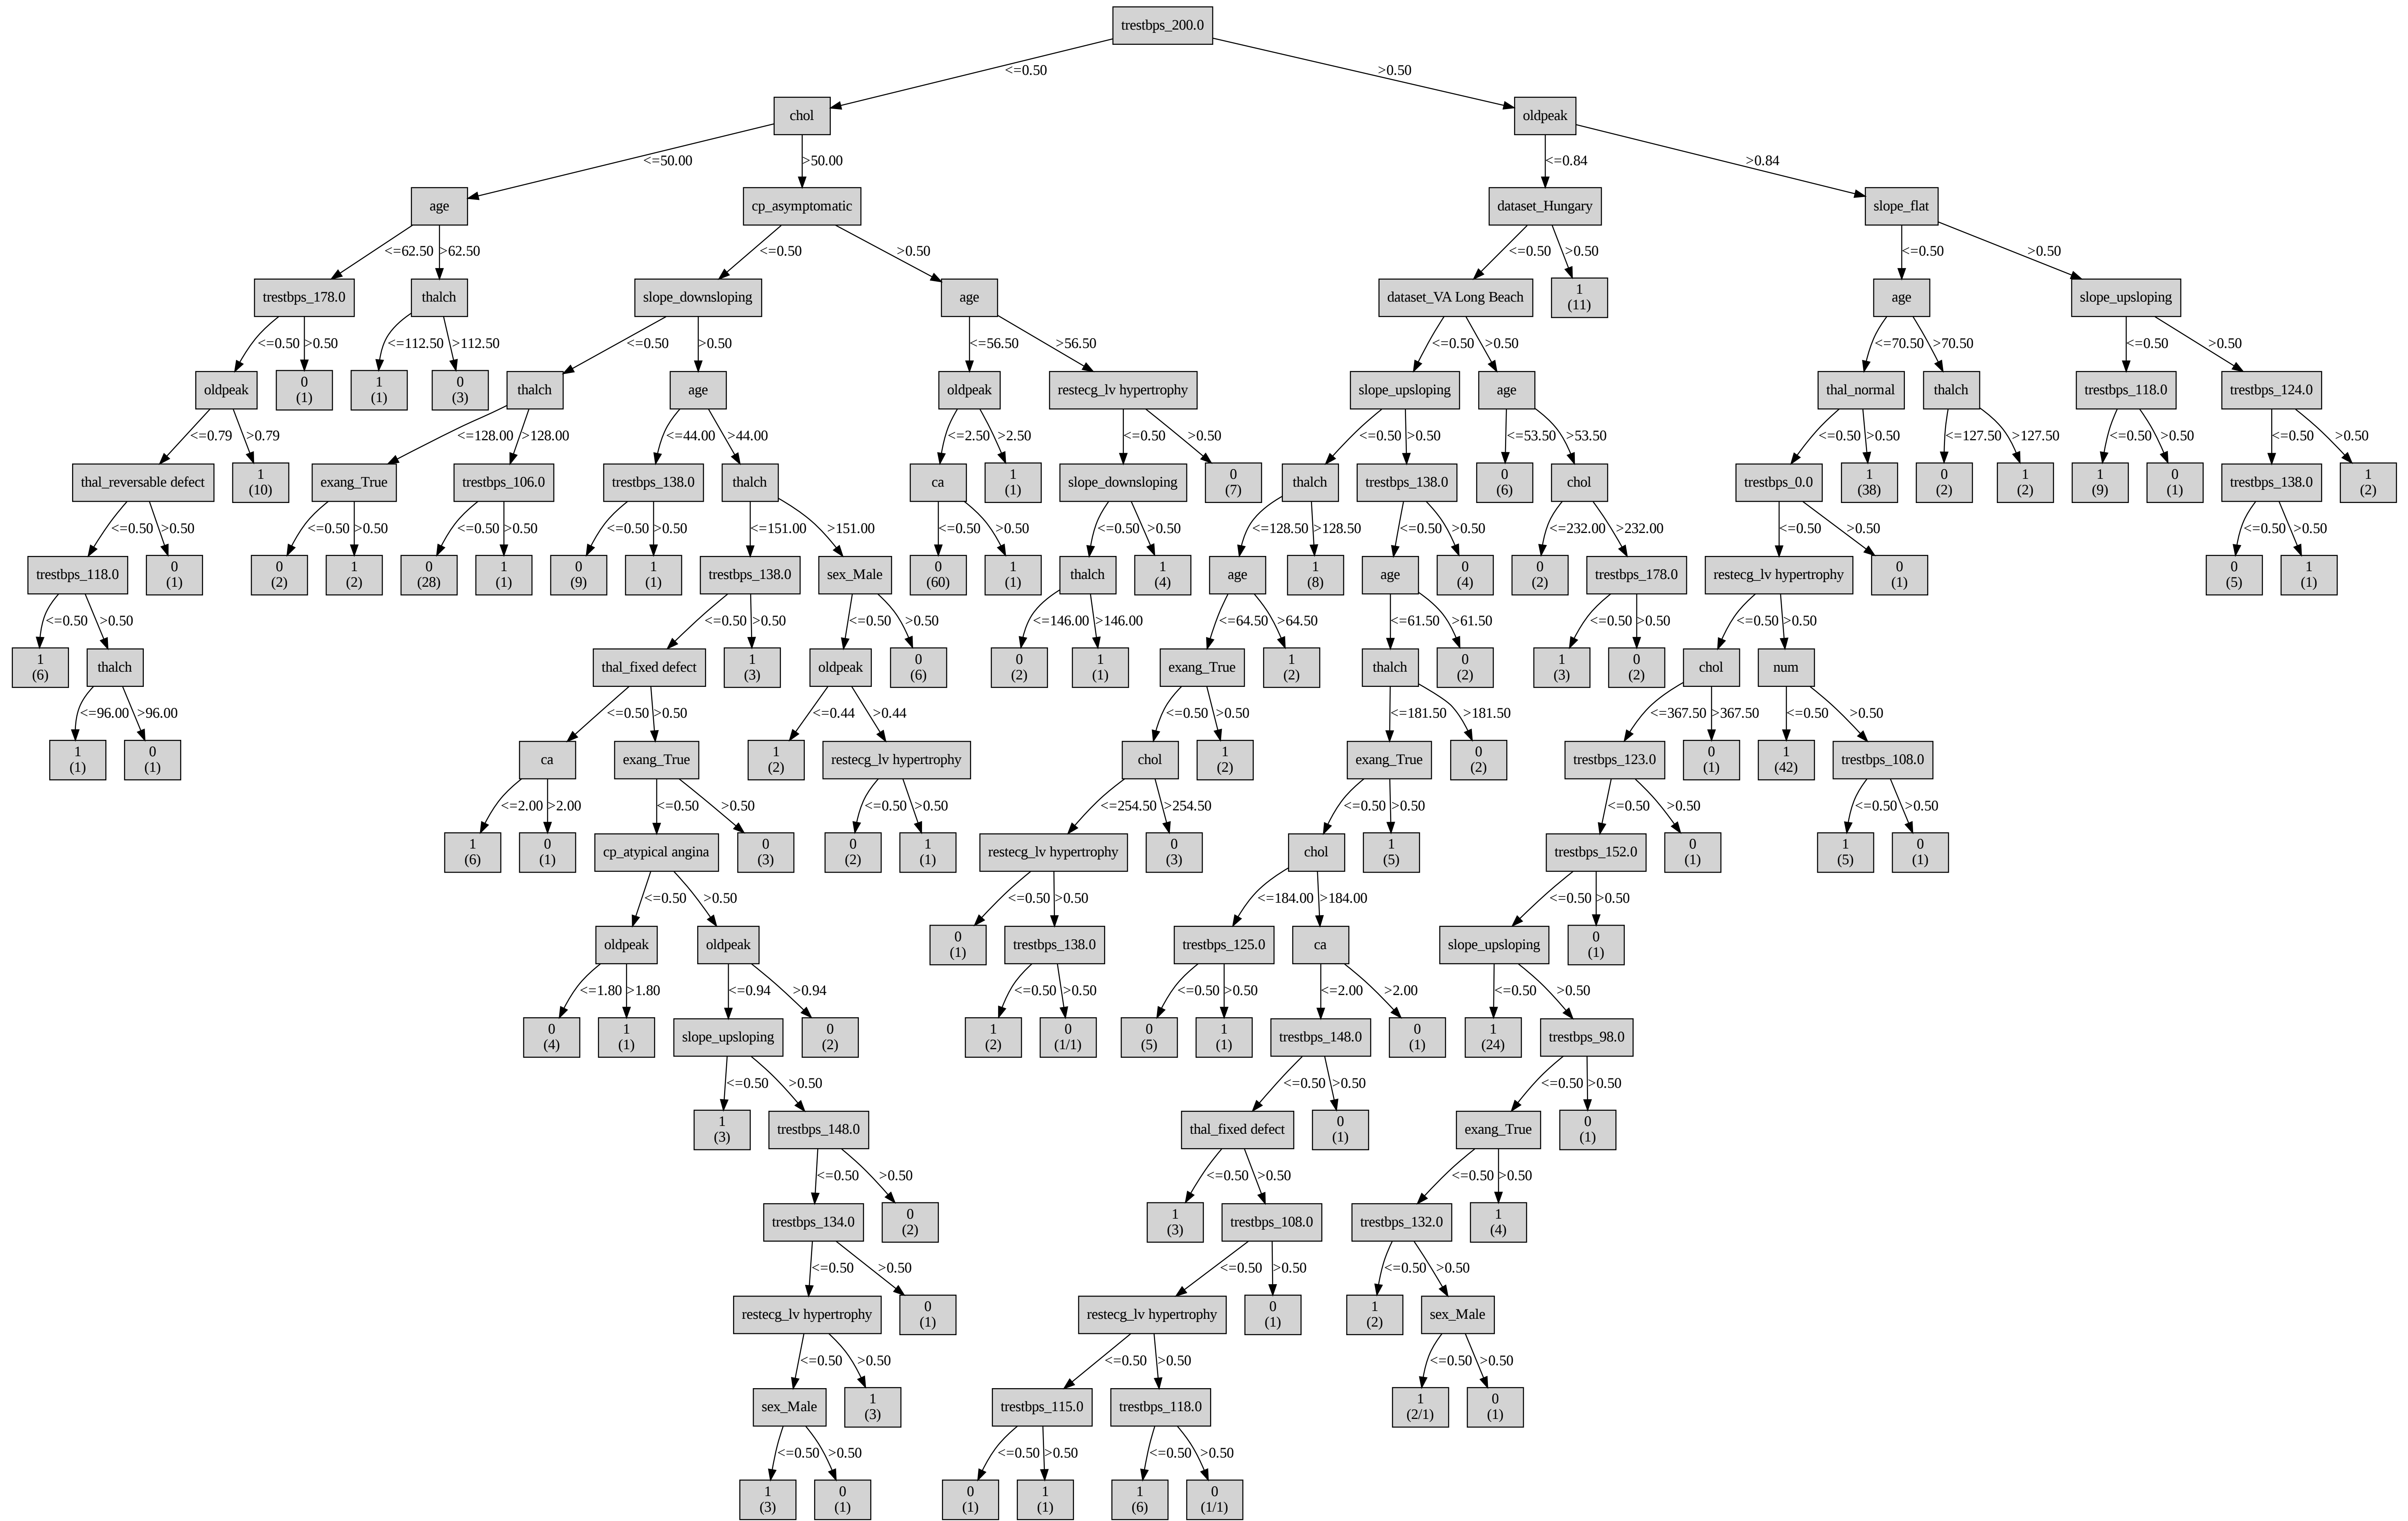 trestbps_200.0
<=0.50 >0.50
chol oldpeak
<=50.00 >50.00 <=0.84 >0.84
age cp_asymptomatic dataset_Hungary slope_flat
<=62.50 >62.50 <=0.50 >0.50 <=0.50 >0.50 <=0.50 >0.50
trestbps_178.0 thalch slope_downsloping age dataset_VA Long Beach 1 age slope_upsloping
(11)
<=0.50 >0.50 <=112.50 >112.50 <=0.50 >0.50 <=56.50 >56.50 <=0.50 >0.50 <=70.50 >70.50 <=0.50 >0.50
oldpeak 0 1 0 thalch age oldpeak restecg_lv hypertrophy slope_upsloping age thal_normal thalch trestbps_118.0 trestbps_124.0
(1) (1) (3)
<=0.79 >0.79 <=128.00 >128.00 <=44.00 >44.00 <=2.50 >2.50 <=0.50 >0.50 <=0.50 >0.50 <=53.50 >53.50 <=0.50 >0.50 <=127.50 >127.50 <=0.50 >0.50 <=0.50 >0.50
thal_reversable defect 1 exang_True trestbps_106.0 trestbps_138.0 thalch ca 1 slope_downsloping 0 thalch trestbps_138.0 0 chol trestbps_0.0 1 0 1 1 0 trestbps_138.0 1
(10) (1) (7) (6) (38) (2) (2) (9) (1) (2)
<=0.50 >0.50 <=0.50 >0.50 <=0.50 >0.50 <=0.50 >0.50 <=151.00 >151.00 <=0.50 >0.50 <=0.50 >0.50 <=128.50 >128.50 <=0.50 >0.50 <=232.00 >232.00 <=0.50 >0.50 <=0.50 >0.50
trestbps_118.0 0 0 1 0 1 0 1 trestbps_138.0 sex_Male 0 1 thalch 1 age 1 age 0 0 trestbps_178.0 restecg_lv hypertrophy 0 0 1
(1) (2) (2) (28) (1) (9) (1) (60) (1) (4) (8) (4) (2) (1) (5) (1)
<=0.50 >0.50 <=0.50 >0.50 <=0.50 >0.50 <=146.00 >146.00 <=64.50 >64.50 <=61.50 >61.50 <=0.50 >0.50 <=0.50 >0.50
1 thalch thal_fixed defect 1 oldpeak 0 0 1 exang_True 1 thalch 0 1 0 chol num
(6) (3) (6) (2) (1) (2) (2) (3) (2)
<=96.00 >96.00 <=0.50 >0.50 <=0.44 >0.44 <=0.50 >0.50 <=181.50 >181.50 <=367.50 >367.50 <=0.50 >0.50
1 0 ca exang_True 1 restecg_lv hypertrophy chol 1 exang_True 0 trestbps_123.0 0 1 trestbps_108.0
(1) (1) (2) (2) (2) (1) (42)
<=2.00 >2.00 <=0.50 >0.50 <=0.50 >0.50 <=254.50 >254.50 <=0.50 >0.50 <=0.50 >0.50 <=0.50 >0.50
1 0 cp_atypical angina 0 0 1 restecg_lv hypertrophy 0 chol 1 trestbps_152.0 0 1 0
(6) (1) (3) (2) (1) (3) (5) (1) (5) (1)
<=0.50 >0.50 <=0.50 >0.50 <=184.00 >184.00 <=0.50 >0.50
oldpeak oldpeak 0 trestbps_138.0 trestbps_125.0 ca slope_upsloping 0
(1) (1)
<=1.80 >1.80 <=0.94 >0.94 <=0.50 >0.50 <=0.50 >0.50 <=2.00 >2.00 <=0.50 >0.50
0 1 slope_upsloping 0 1 0 0 1 trestbps_148.0 0 1 trestbps_98.0
(4) (1) (2) (2) (1/1) (5) (1) (1) (24)
<=0.50 >0.50 <=0.50 >0.50 <=0.50 >0.50
1 trestbps_148.0 thal_fixed defect 0 exang_True 0
(3) (1) (1)
<=0.50 >0.50 <=0.50 >0.50 <=0.50 >0.50
trestbps_134.0 0 1 trestbps_108.0 trestbps_132.0 1
(2) (3) (4)
<=0.50 >0.50 <=0.50 >0.50 <=0.50 >0.50
restecg_lv hypertrophy 0 restecg_lv hypertrophy 0 1 sex_Male
(1) (1) (2)
<=0.50 >0.50 <=0.50 >0.50 <=0.50 >0.50
sex_Male 1 trestbps_115.0 trestbps_118.0 1 0
(3) (2/1) (1)
<=0.50 >0.50 <=0.50 >0.50 <=0.50 >0.50
1 0 0 1 1 0
(3) (1) (1) (1) (6) (1/1)